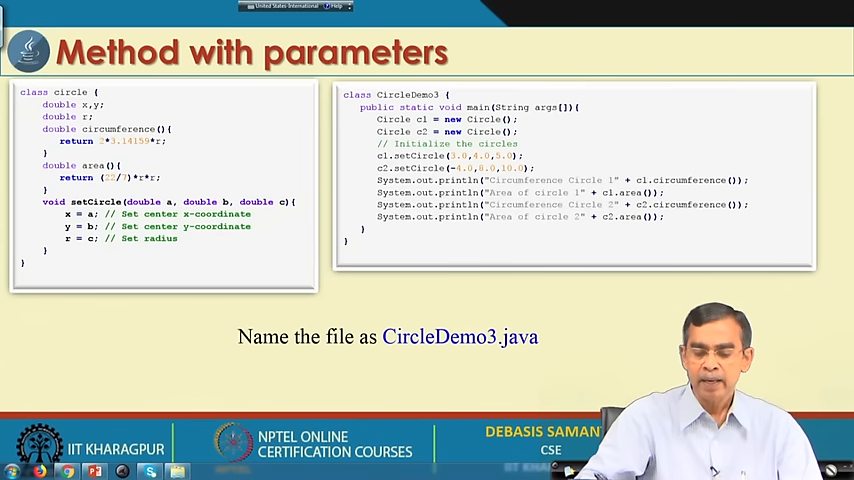 United States-International Help
Method with parameters
class circle {
double x,y;
double r;
double circumference(){
return 2*3.14159*r;
}
double area(){
return (22/7)*r*r;
}
void setCircle(double a, double b, double c){
x = a; // Set center x-coordinate
y = b; // Set center y-coordinate
r = c; // Set radius
}
}
class CircleDemo3 {
public static void main(String args[]){
Circle c1 = new Circle();
Circle c2 = new Circle();
// Initialize the circles
c1.setCircle(3.0,4.0,5.0);
c2.setCircle(-4.0,8.0,10.0);
System.out.println("Circumference Circle 1" + c1.circumference());
System.out.println("Area of circle 1" + c1.area());
System.out.println("Circumference Circle 2" + c2.circumference());
System.out.println("Area of circle 2" + c2.area());
}
}
Name the file as CircleDemo3.java
IIT KHARAGPUR
NPTEL ONLINE
CERTIFICATION COURSES
DEBASIS SAMAN
CSE